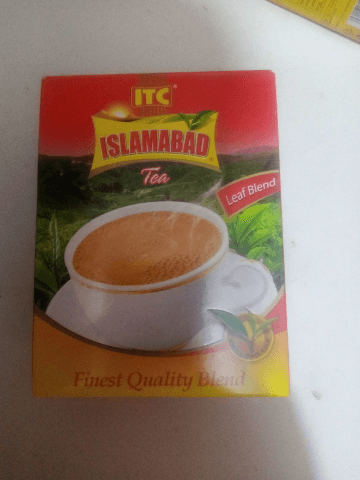 ITC
ISLAMABAD
Tea
Leaf Blend
Finest Quality Blend